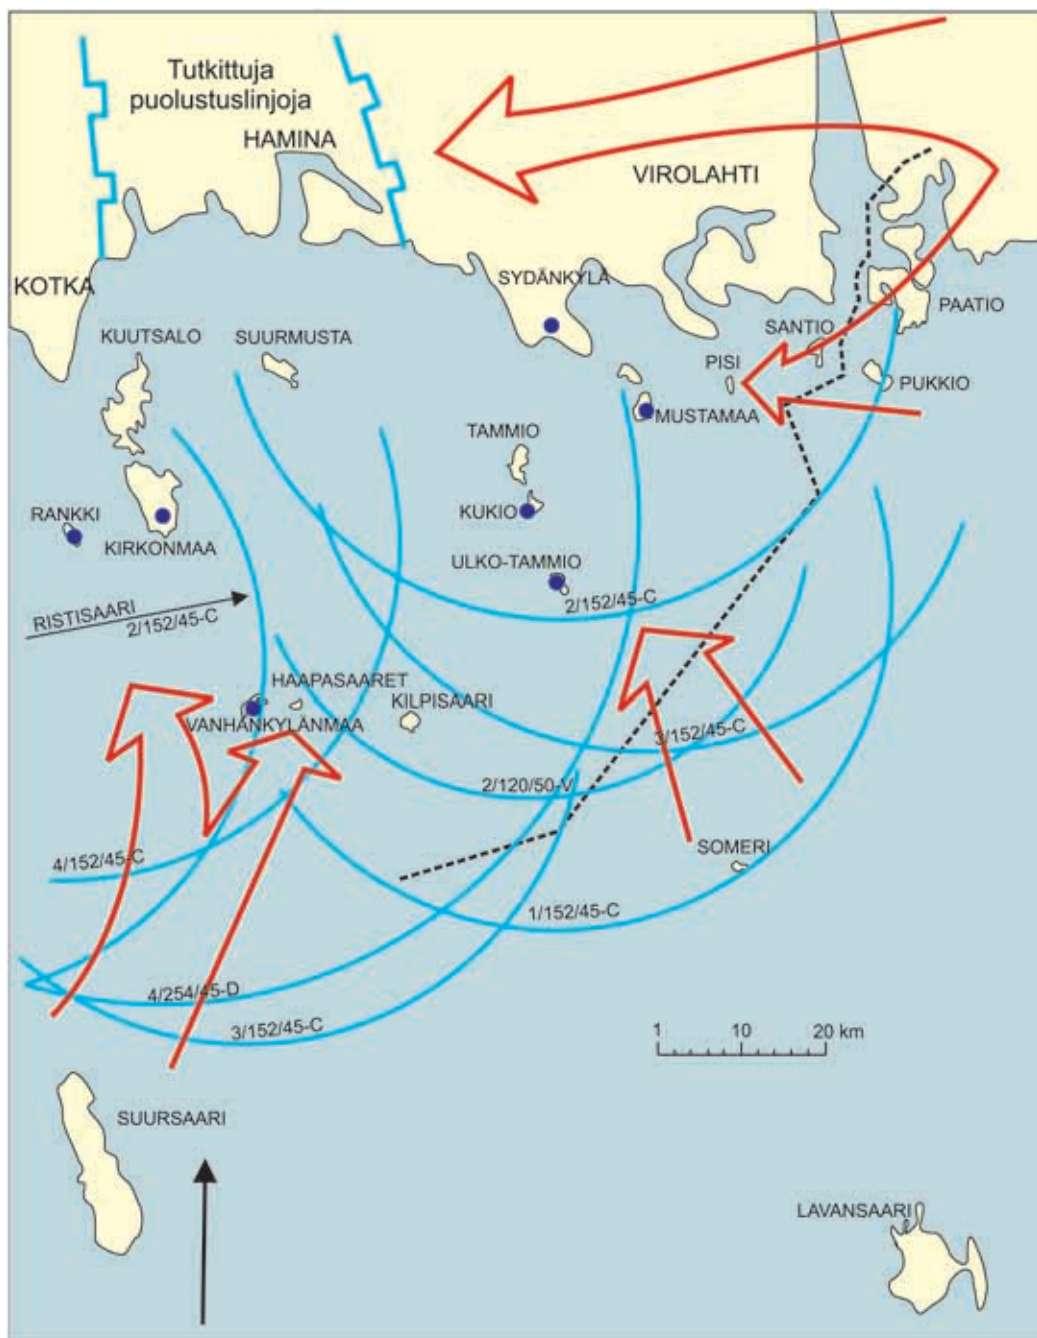 Tutkittuja
puolustuslinjoja
HAMINA
VIROLAHTI
KOTKA
SYDÄNKYLÄ
PAATIO
KUUTSALO
SUURMUSTA
SANTIO
PISI
PUKKIO
MUSTAMAA
TAMMIO
RANKKI
KUKIO
KIRKONMAA
ULKO-TAMMIO
2/152/45-C
RISTISAARI
2/152/45-C
HAAPASAARET
KILPISAARI
VANHANKYLÄNMAA
3/152/45-C
2/120/50-V
4/152/45-C
SOMERI
1/152/45-C
4/254/45-D
3/152/45-C
1 10 20 km
SUURSAARI
LAVANSAARI